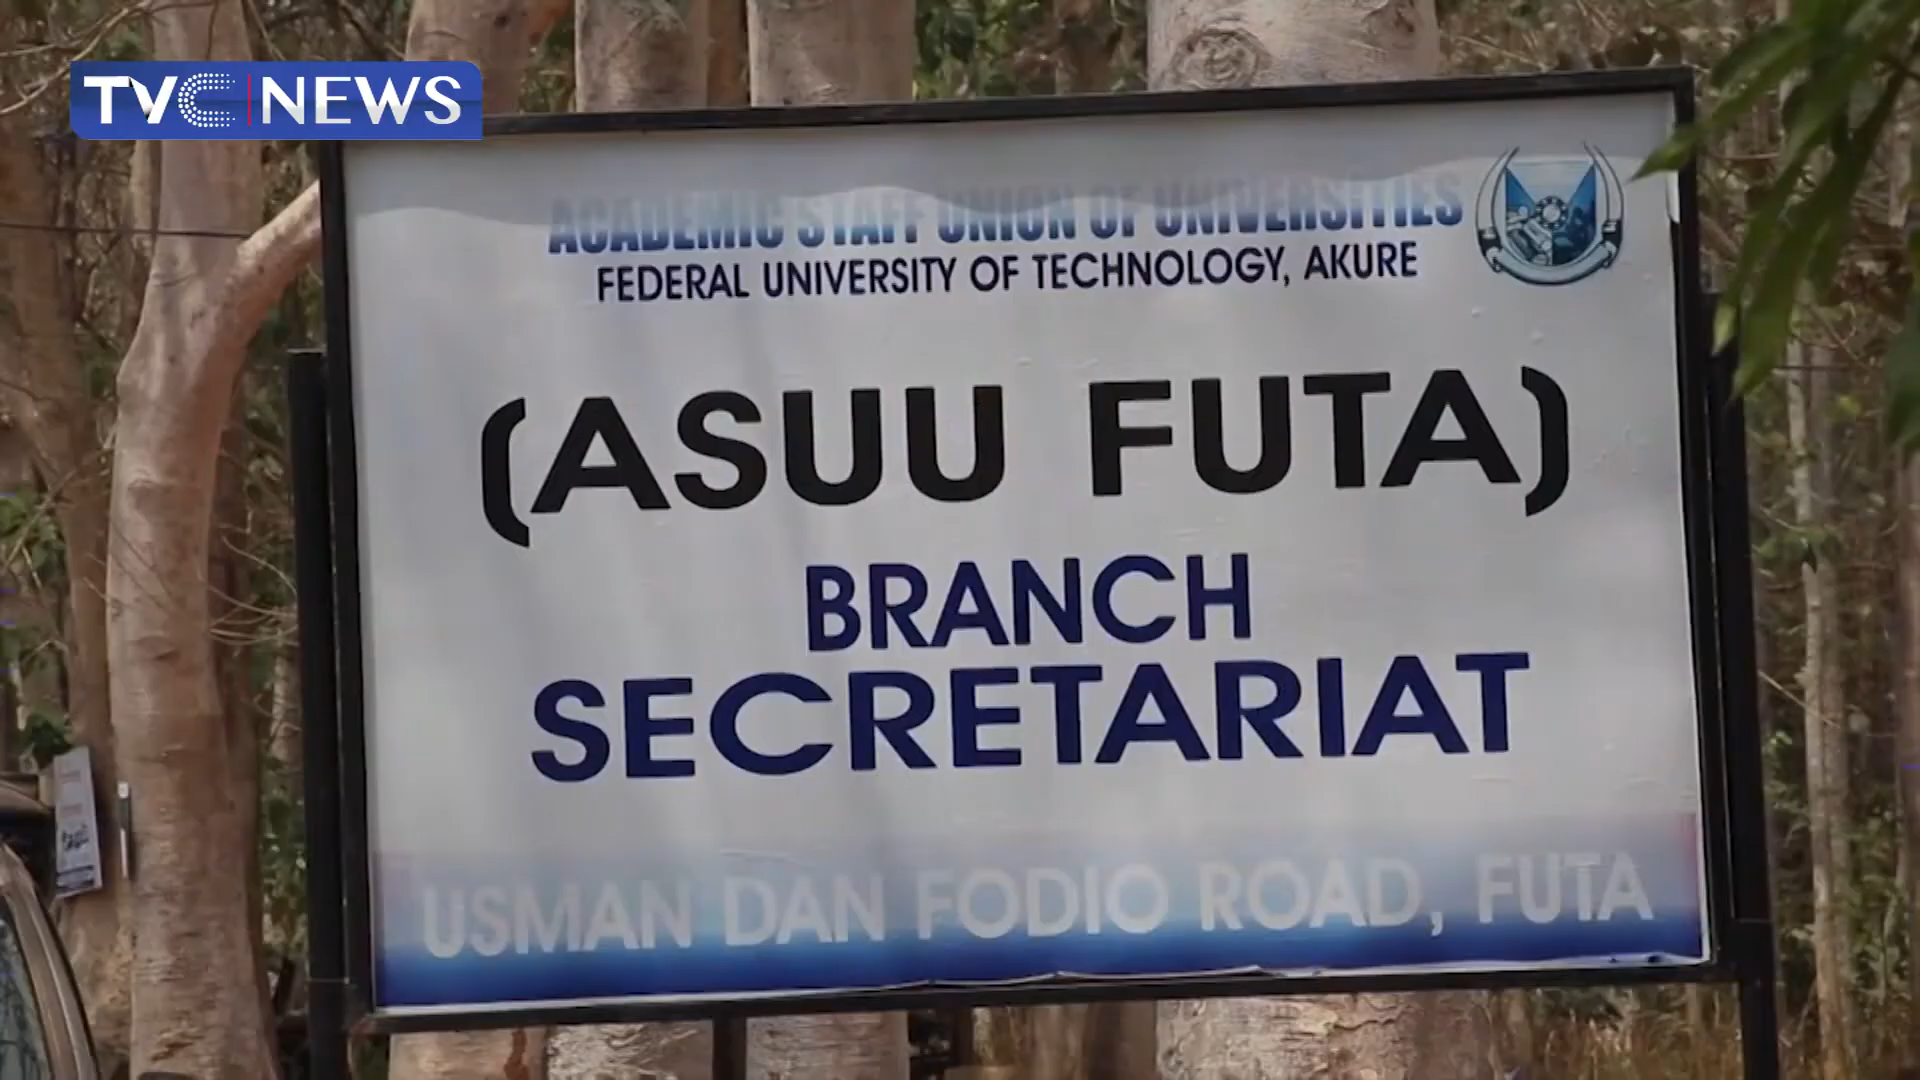 TVC NEWS
ACADEMIC STAFF UNION OF UNIVERSITIES
FEDERAL UNIVERSITY OF TECHNOLOGY, AKURE
(ASUU FUTA)
BRANCH
SECRETARIAT
USMAN DAN FODIO ROAD, FUTA